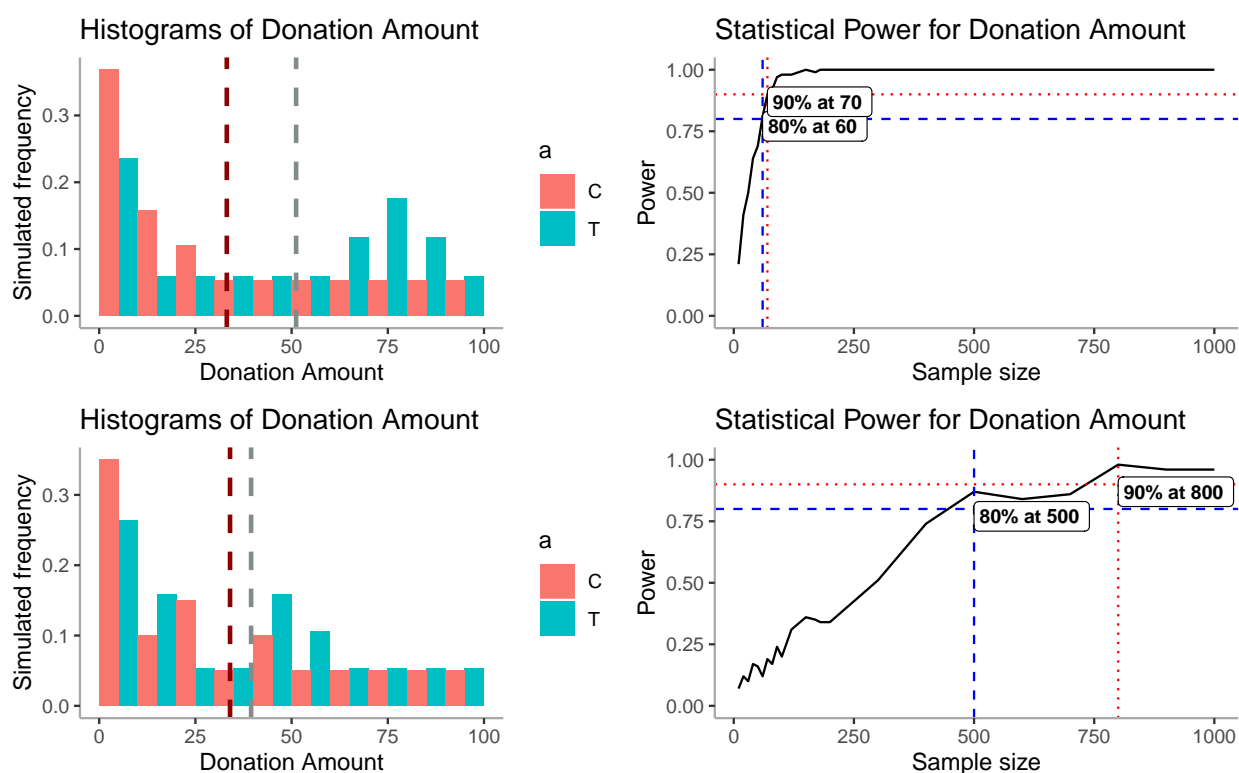 Histograms of Donation Amount
Simulated frequency
0.3
0.2
0.1
0.0
0 25 50 75 100
Donation Amount
a
C
T
Statistical Power for Donation Amount
Power
1.00
0.75
0.50
0.25
0.00
90% at 70
80% at 60
0 250 500 750 1000
Sample size
Histograms of Donation Amount
Simulated frequency
0.3
0.2
0.1
0.0
0 25 50 75 100
Donation Amount
a
C
T
Statistical Power for Donation Amount
Power
1.00
0.75
0.50
0.25
0.00
90% at 800
80% at 500
0 250 500 750 1000
Sample size